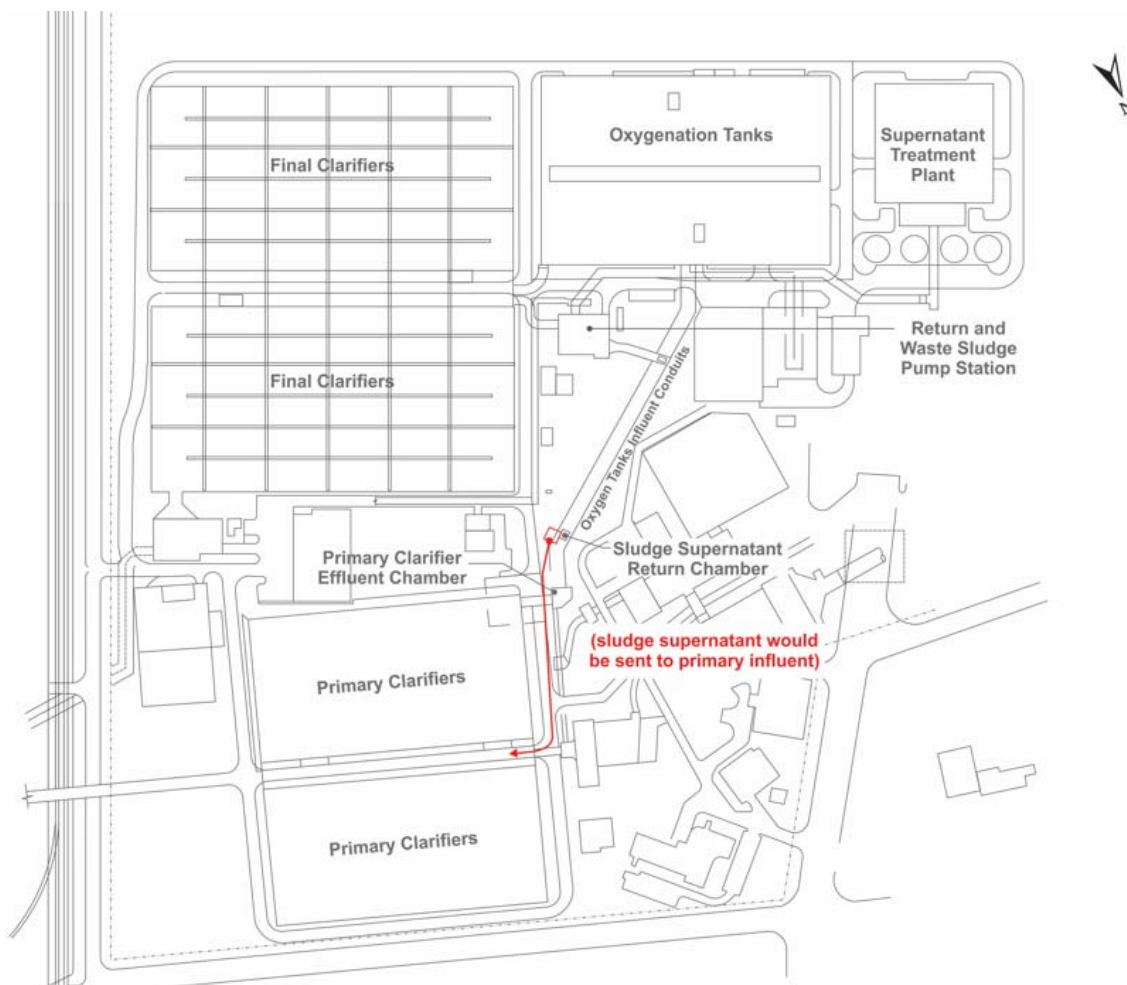 Final Clarifiers
Oxygenation Tanks
Supernatant
Treatment
Plant
Return and
Waste Sludge
Pump Station
Final Clarifiers
Oxygen Tanks Influent Conduits
Primary Clarifier
Effluent Chamber
Sludge Supernatant
Return Chamber
(sludge supernatant would
be sent to primary influent)
Primary Clarifiers
Primary Clarifiers